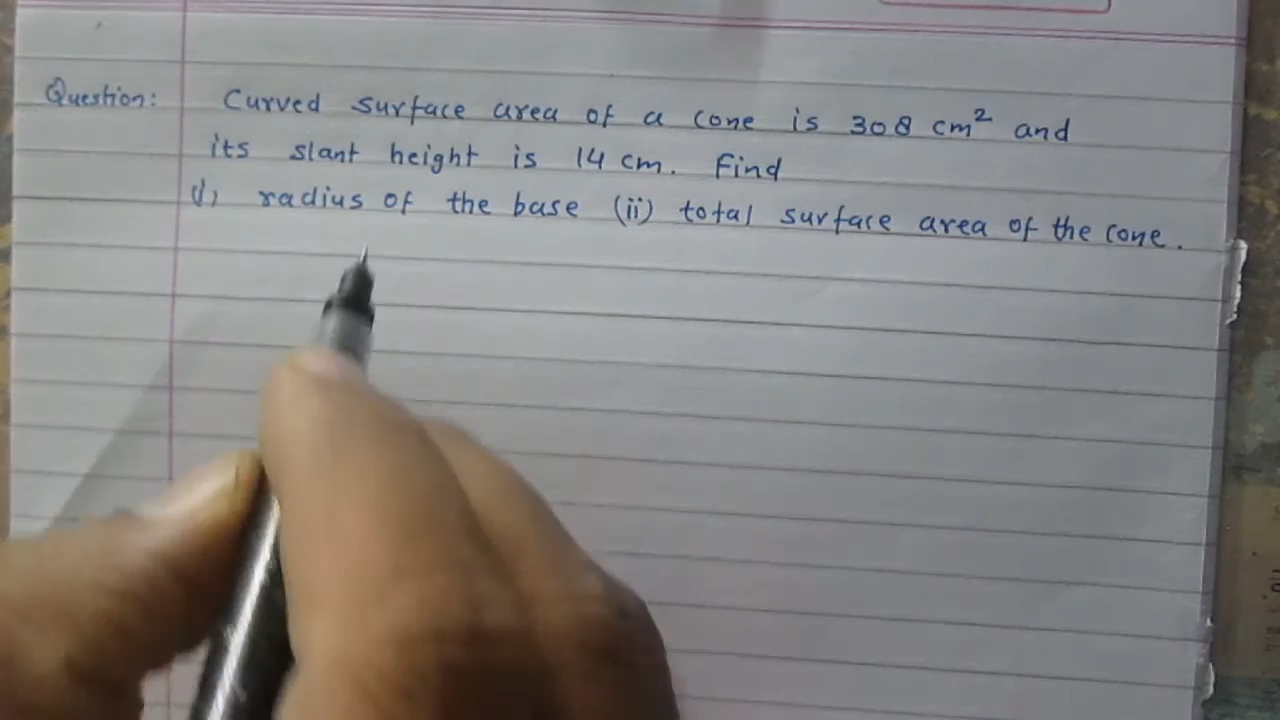 Question: Curved surface area of a cone is 308 cm² and
its slant height is 14 cm. Find
(i) radius of the base (ii) total surface area of the cone.